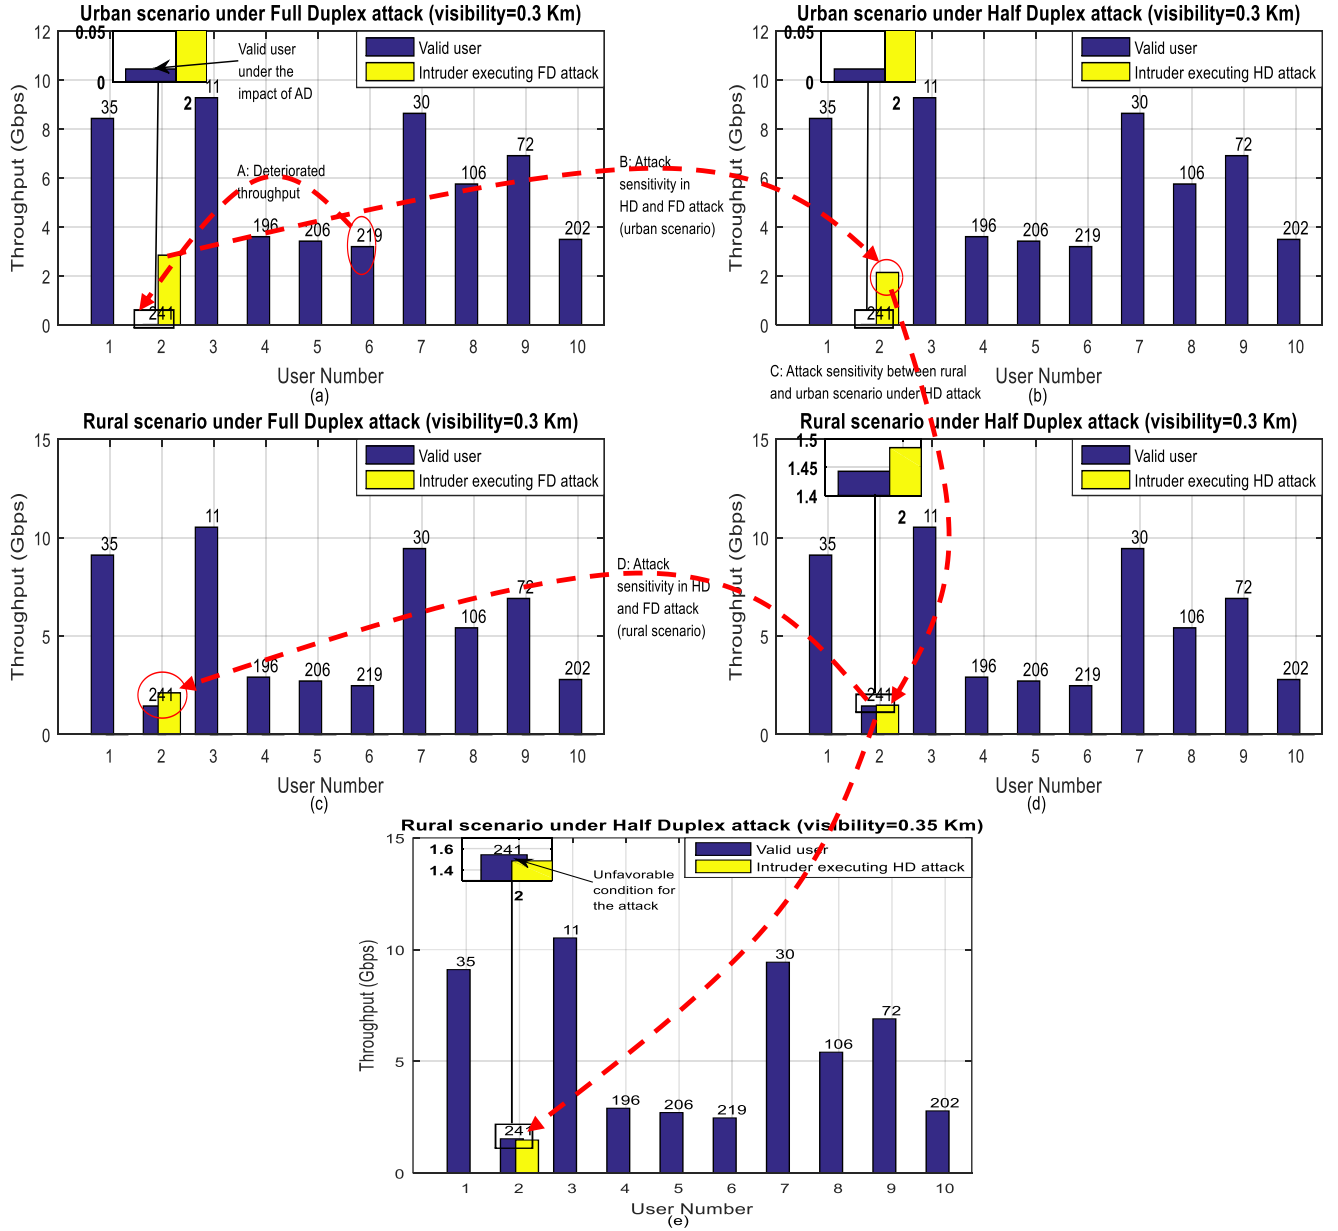 Urban scenario under Full Duplex attack (visibility=0.3 Km)
12
10
8
6
4
2
0
Throughput (Gbps)
0.05
0
2
Valid user
under the
impact of AD
Valid user
Intruder executing FD attack
35
241
11
196
206
219
30
106
72
202
A: Deteriorated
throughput
1 2 3 4 5 6 7 8 9 10
User Number
(a)
B: Attack
sensitivity in
HD and FD attack
(urban scenario)
Urban scenario under Half Duplex attack (visibility=0.3 Km)
12
10
8
6
4
2
0
Throughput (Gbps)
0.05
0
2
Valid user
Intruder executing HD attack
35
241
11
196
206
219
30
106
72
202
1 2 3 4 5 6 7 8 9 10
User Number
(b)
C: Attack sensitivity between rural
and urban scenario under HD attack
Rural scenario under Full Duplex attack (visibility=0.3 Km)
15
10
5
0
Throughput (Gbps)
Valid user
Intruder executing FD attack
35
241
11
196
206
219
30
106
72
202
1 2 3 4 5 6 7 8 9 10
User Number
(c)
D: Attack
sensitivity in HD
and FD attack
(rural scenario)
Rural scenario under Half Duplex attack (visibility=0.3 Km)
15
10
5
0
Throughput (Gbps)
1.5
1.45
1.4
2
Valid user
Intruder executing HD attack
35
241
11
196
206
219
30
106
72
202
1 2 3 4 5 6 7 8 9 10
User Number
(d)
Rural scenario under Half Duplex attack (visibility=0.35 Km)
15
10
5
0
Throughput (Gbps)
1.6
1.4
241
2
Unfavorable
condition for
the attack
Valid user
Intruder executing HD attack
35
241
11
196
206
219
30
106
72
202
1 2 3 4 5 6 7 8 9 10
User Number
(e)